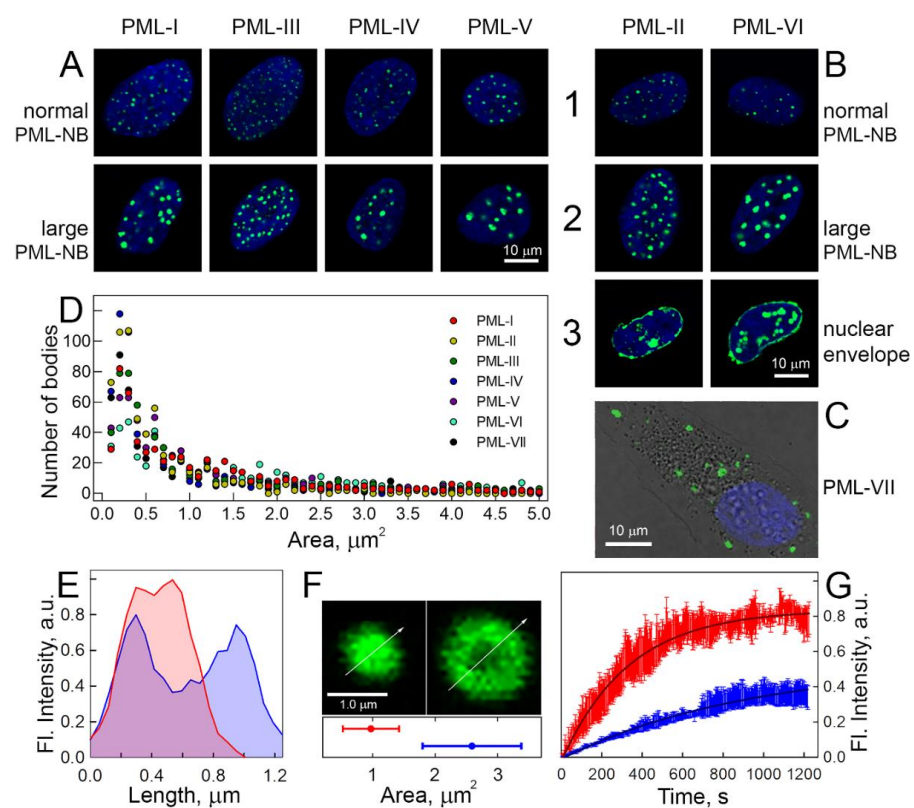 PML-I PML-III PML-IV PML-V PML-II PML-VI
A B
normal
PML-NB
1
normal
PML-NB
large
PML-NB
10 μm
2
large
PML-NB
3
nuclear
envelope
10 μm
D
Number of bodies
100
80
60
40
20
0
0.0 0.5 1.0 1.5 2.0 2.5 3.0 3.5 4.0 4.5 5.0
Area, μm²
PML-I
PML-II
PML-III
PML-IV
PML-V
PML-VI
PML-VII
C
PML-VII
10 μm
E
Fl. Intensity, a.u.
0.8
0.6
0.4
0.2
0.0
0.0 0.4 0.8 1.2
Length, μm
F
1.0 μm
1 2 3
Area, μm²
G
0.8
0.6
0.4
0.2
0.0
Fl. Intensity, a.u.
0 200 400 600 800 1000 1200
Time, s